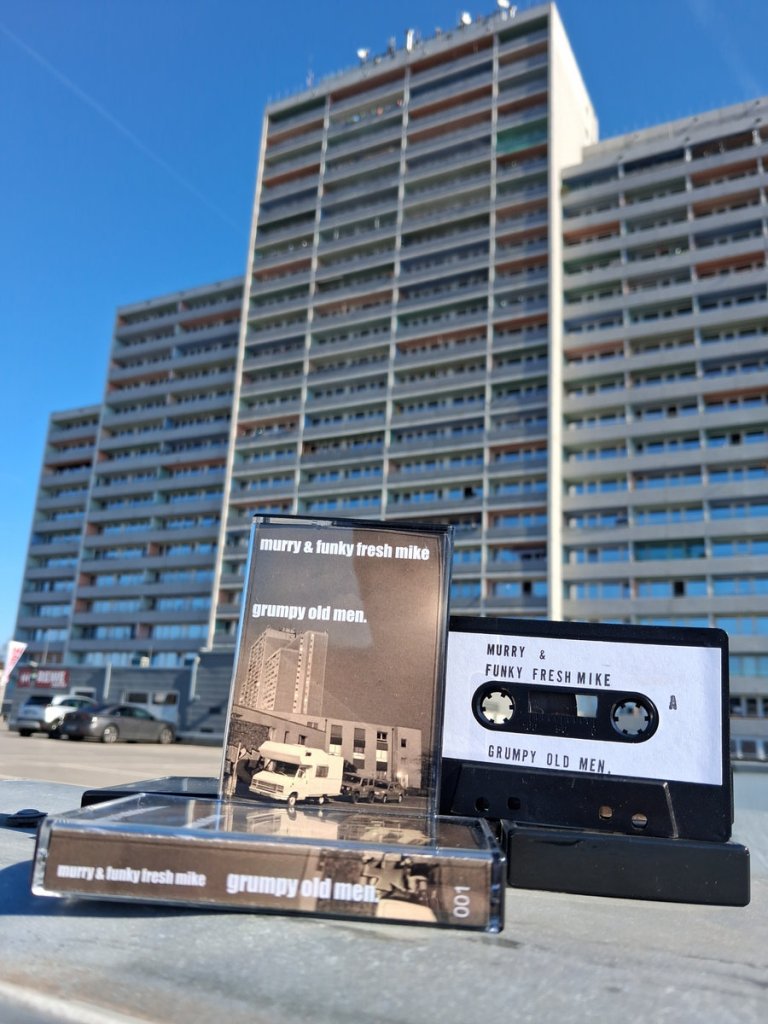 murry & funky fresh mike
grumpy old men.
MURRY &
FUNKY FRESH MIKE
A
GRUMPY OLD MEN.
REWE
murry & funky fresh mike grumpy old men. 001